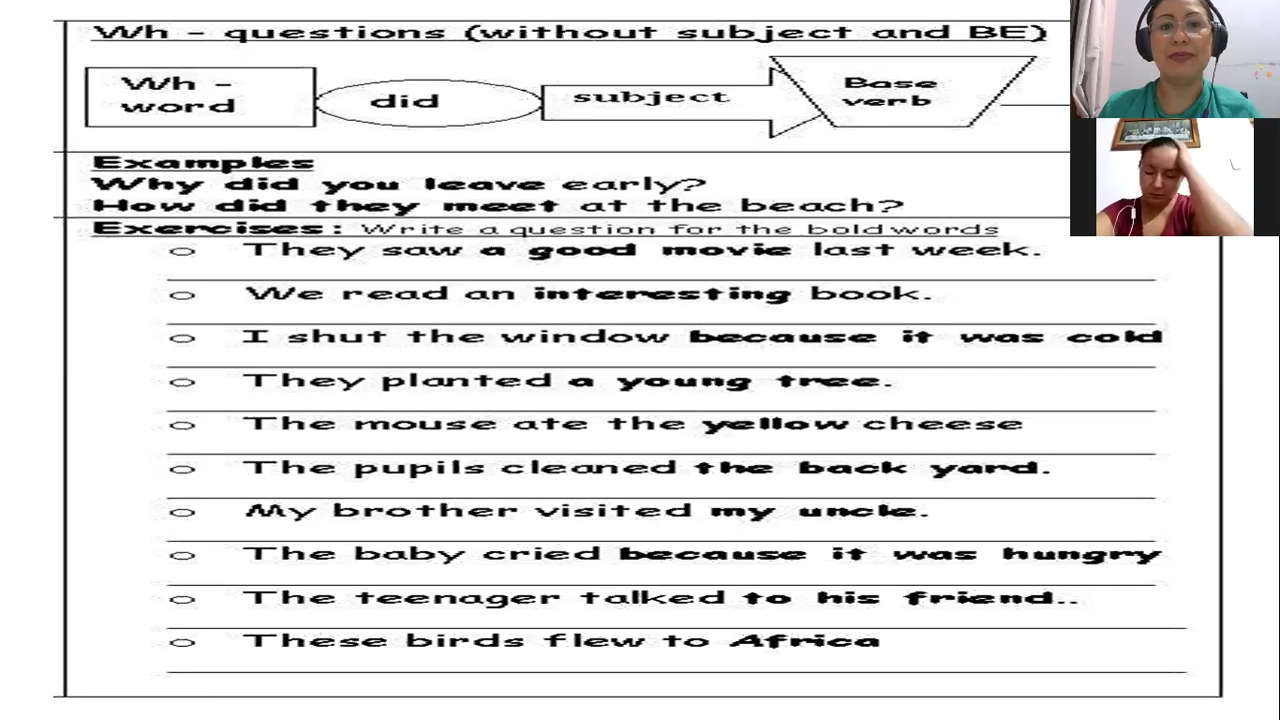 Wh - questions (without subject and BE)
Wh -
word
did
subject
Base
verb
Examples
Why did you leave early?
How did they meet at the beach?
Exercises: Write a question for the bold words
They saw a good movie last week.
We read an interesting book.
I shut the window because it was cold
They planted a young tree.
The mouse ate the yellow cheese
The pupils cleaned the back yard.
My brother visited my uncle.
The baby cried because it was hungry
The teenager talked to his friend..
These birds flew to Africa